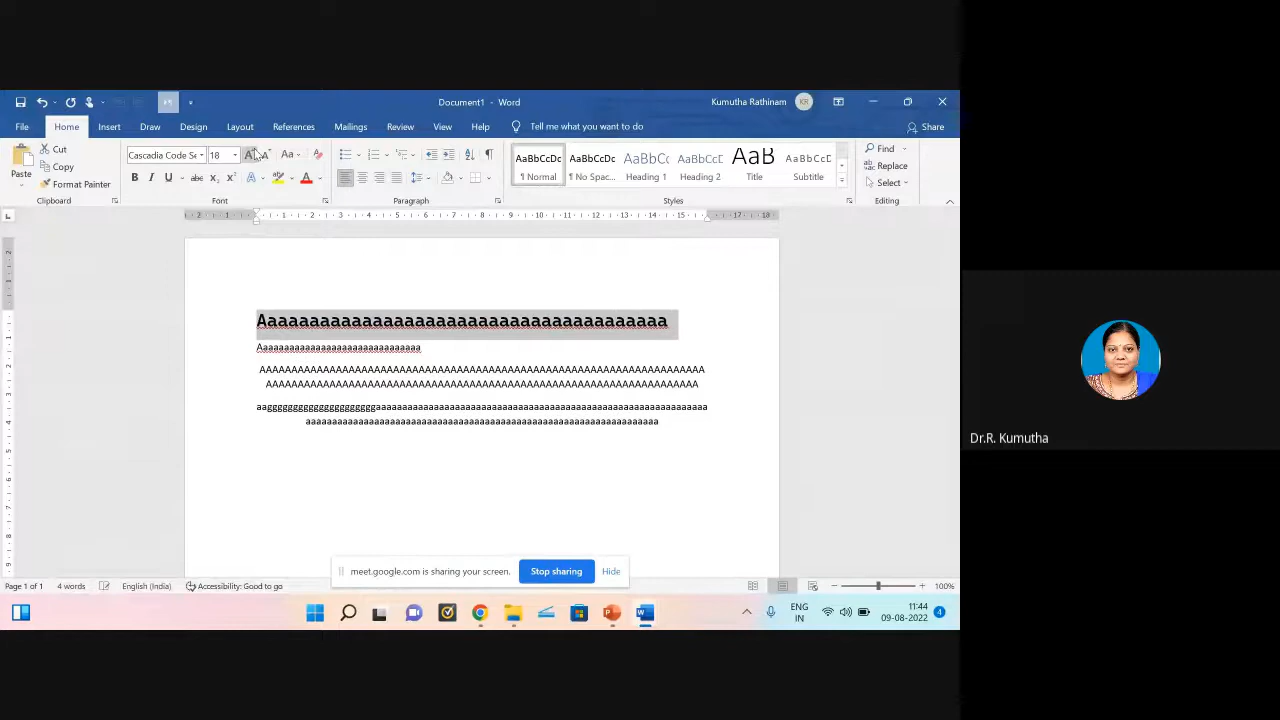 Document1 - Word
Kumutha Rathinam
KR
File Home Insert Draw Design Layout References Mailings Review View Help Tell me what you want to do
Share
Paste
Cut
Copy
Format Painter
Clipboard
18
Font
Paragraph
AaBbCcDc AaBbCcDc AaBbCc AaBbCcDc AaB AaBbCcDc
¶ Normal ¶ No Spac... Heading 1 Heading 2 Title Subtitle
Styles
Find
Replace
Select
Editing
meet.google.com is sharing your screen.
Stop sharing
Hide
Page 1 of 1 4 words English (India) Accessibility: Good to go 100%
ENG
IN
11:44
09-08-2022
4
Dr.R. Kumutha